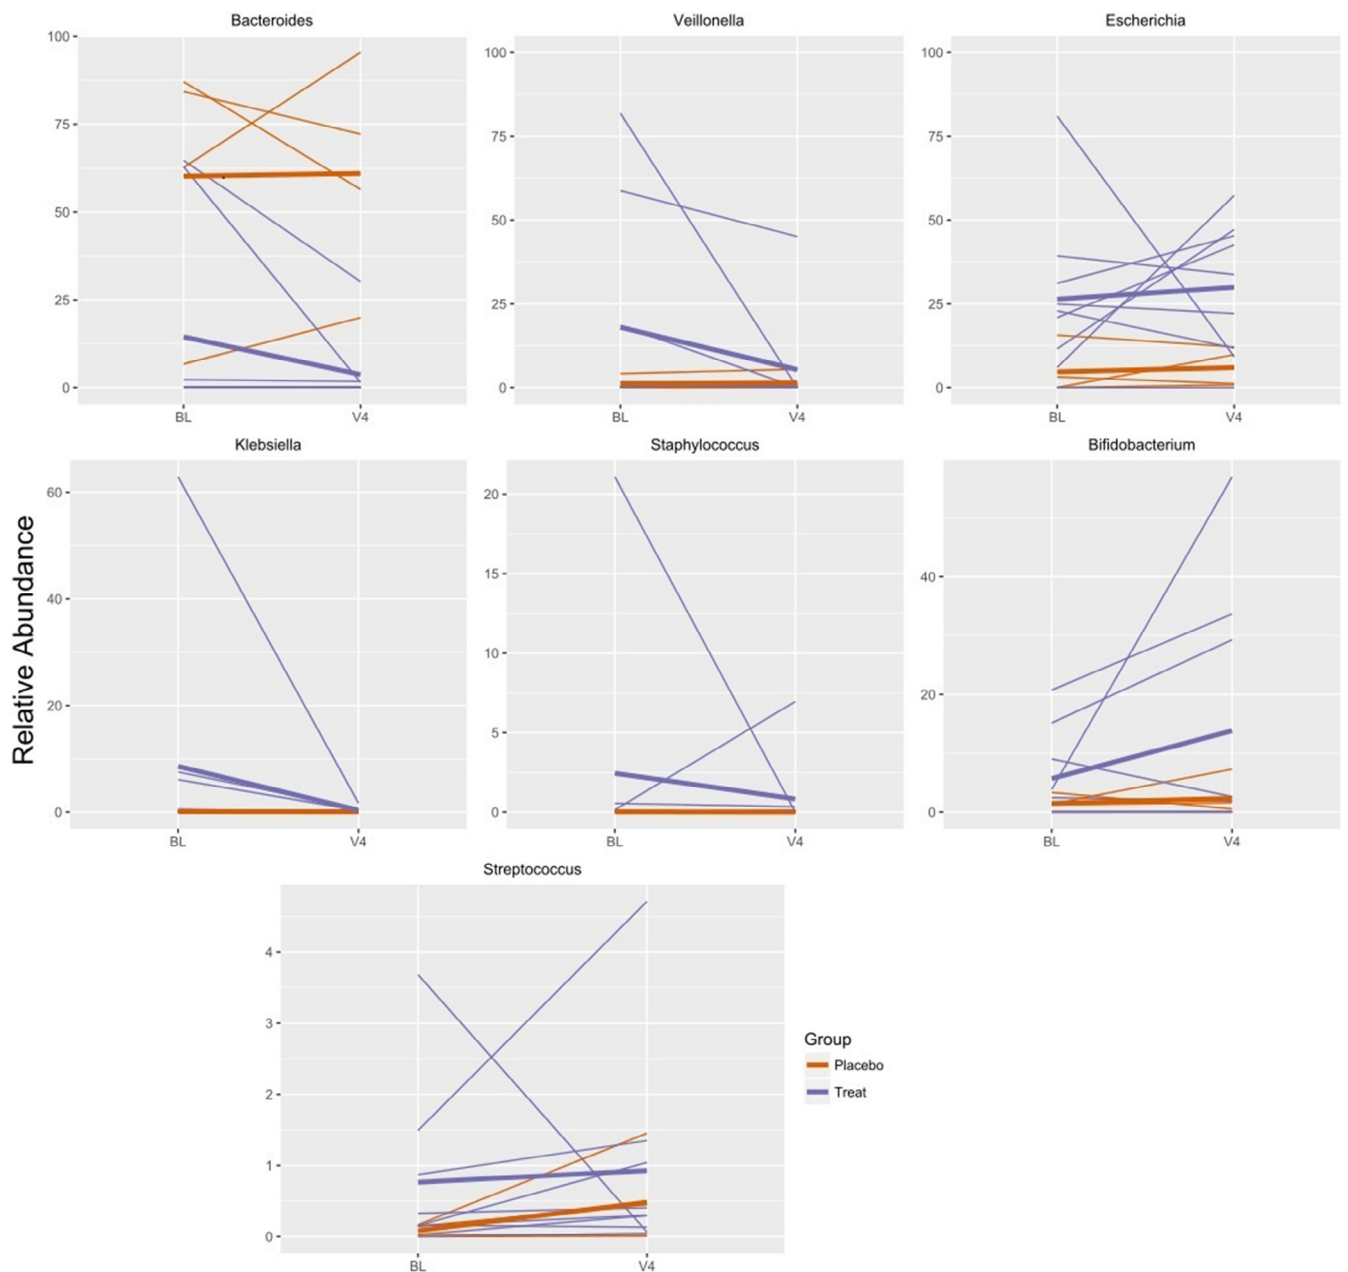 Bacteroides
Veillonella
Escherichia
100
75
50
25
0
BL
V4
100
75
50
25
0
BL
V4
100
75
50
25
0
BL
V4
Relative Abundance
Klebsiella
Staphylococcus
Bifidobacterium
60
40
20
0
BL
V4
20
15
10
5
0
BL
V4
40
20
0
BL
V4
Streptococcus
4
3
2
1
0
BL
V4
Group
Placebo
Treat